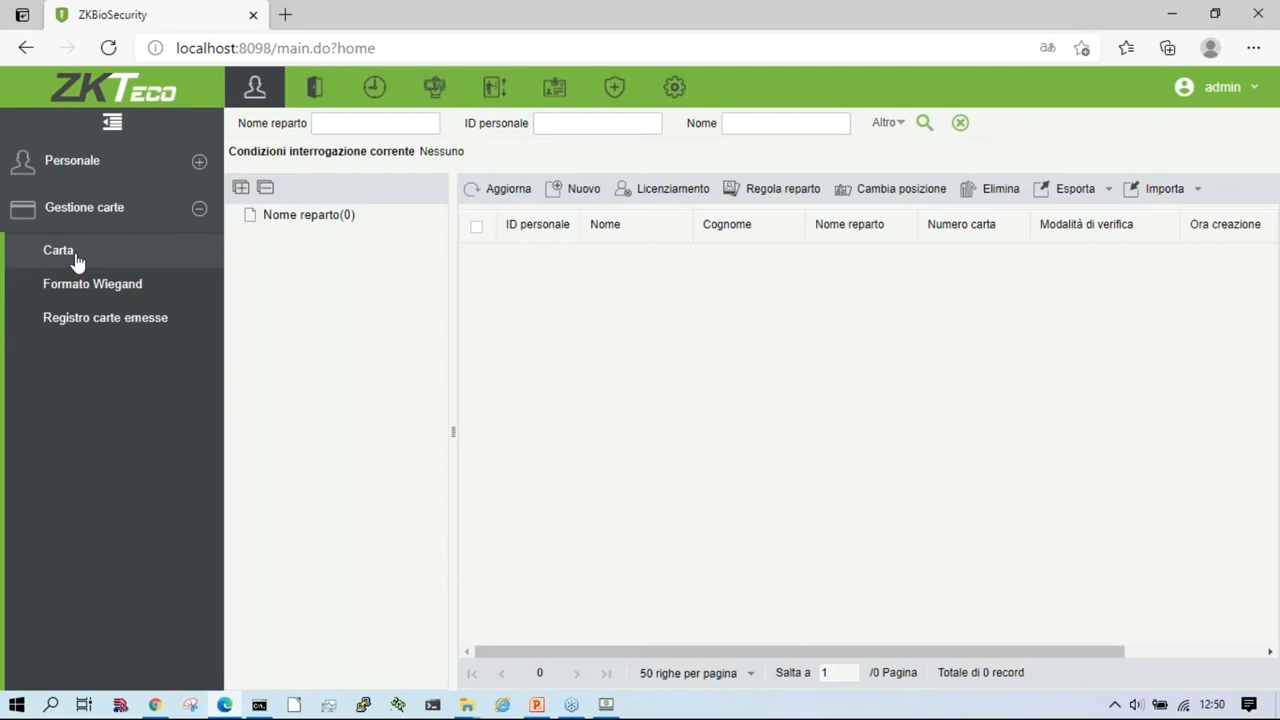 ZKBioSecurity
localhost:8098/main.do?home
ZKTECO
admin
Nome reparto
ID personale
Nome
Altro
Condizioni interrogazione corrente Nessuno
Personale
Gestione carte
Carta
Formato Wiegand
Registro carte emesse
Nome reparto(0)
Aggiorna Nuovo Licenziamento Regola reparto Cambia posizione Elimina Esporta Importa
ID personale Nome Cognome Nome reparto Numero carta Modalità di verifica Ora creazione
0 50 righe per pagina Salta a 1 /0 Pagina Totale di 0 record
12:50